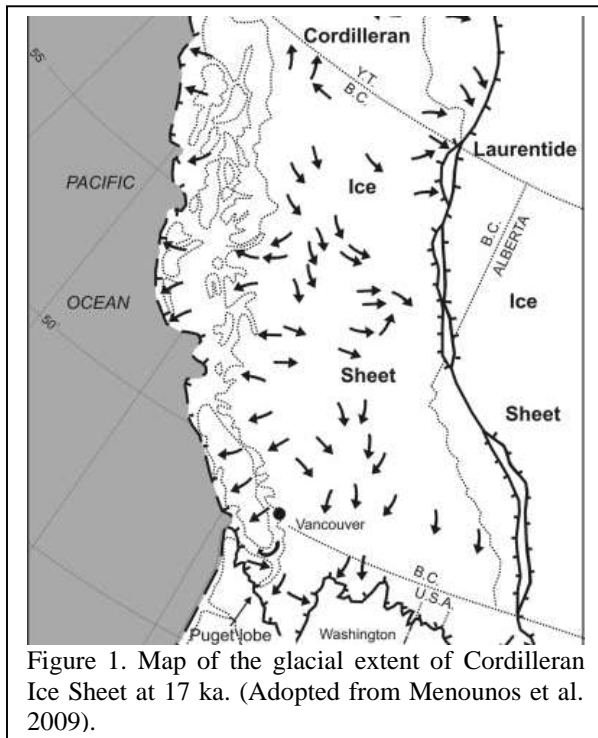 Cordilleran
55°
Y.T.
B.C.
Laurentide
PACIFIC
Ice
B.C.
ALBERTA
OCEAN
Ice
50°
Sheet
Sheet
Vancouver
B.C.
U.S.A.
Puget lobe
Washington
Figure 1. Map of the glacial extent of Cordilleran
Ice Sheet at 17 ka. (Adopted from Menounos et al.
2009).